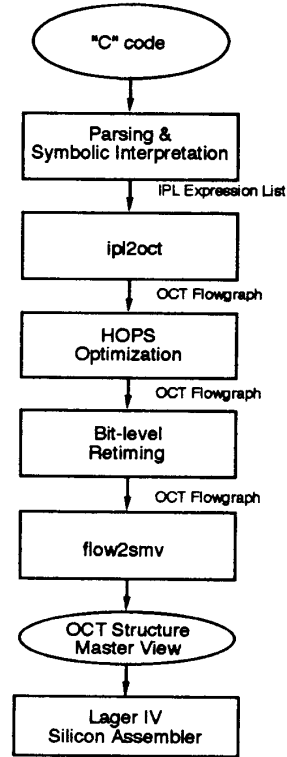 "C" code
Parsing &
Symbolic Interpretation
IPL Expression List
ipl2oct
OCT Flowgraph
HOPS
Optimization
OCT Flowgraph
Bit-level
Retiming
OCT Flowgraph
flow2smv
OCT Structure
Master View
Lager IV
Silicon Assembler